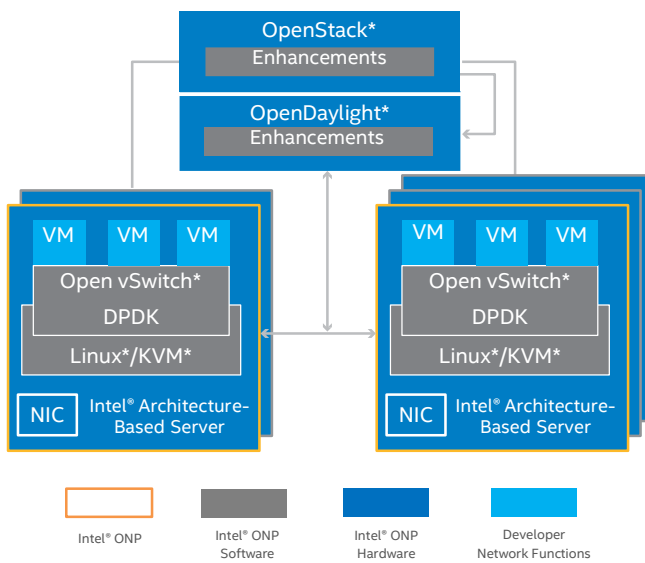 OpenStack*
Enhancements
OpenDaylight*
Enhancements
VM
VM
VM
Open vSwitch*
DPDK
Linux*/KVM*
NIC
Intel® Architecture-
Based Server
VM
VM
VM
Open vSwitch*
DPDK
Linux*/KVM*
NIC
Intel® Architecture-
Based Server
Intel® ONP
Intel® ONP
Software
Intel® ONP
Hardware
Developer
Network Functions